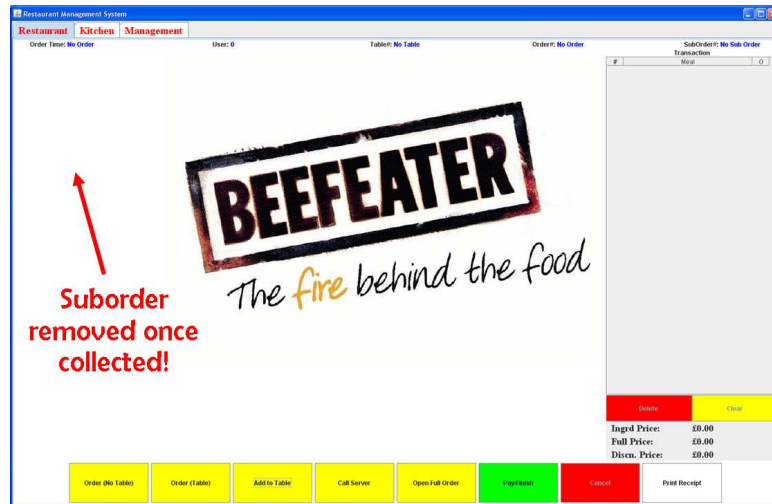 Restaurant Management System
Restaurant Kitchen Management
Order Time: No Order User: 0 Table#: No Table Order#: No Order SubOrder#: No Sub Order
Transaction
# Meal O
BEEFEATER
The fire behind the food
Suborder
removed once
collected!
Delete Clear
Ingrd Price: £0.00
Full Price: £0.00
Discn. Price: £0.00
Order (No Table) Order (Table) Add to Table Call Server Open Full Order Pay/Finish Cancel Print Receipt